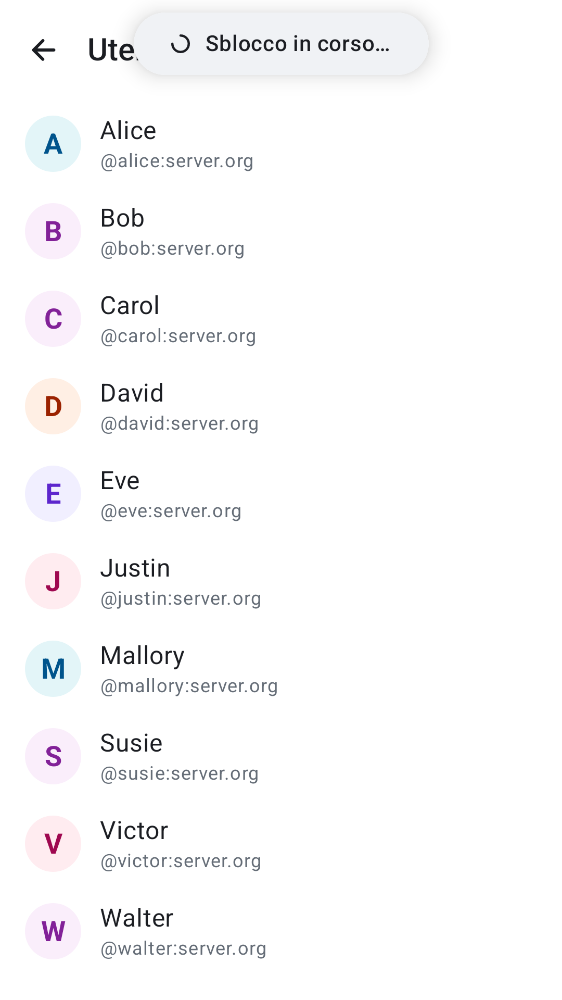 Sblocco in corso…
A
Alice
@alice:server.org
B
Bob
@bob:server.org
C
Carol
@carol:server.org
D
David
@david:server.org
E
Eve
@eve:server.org
J
Justin
@justin:server.org
M
Mallory
@mallory:server.org
S
Susie
@susie:server.org
V
Victor
@victor:server.org
W
Walter
@walter:server.org